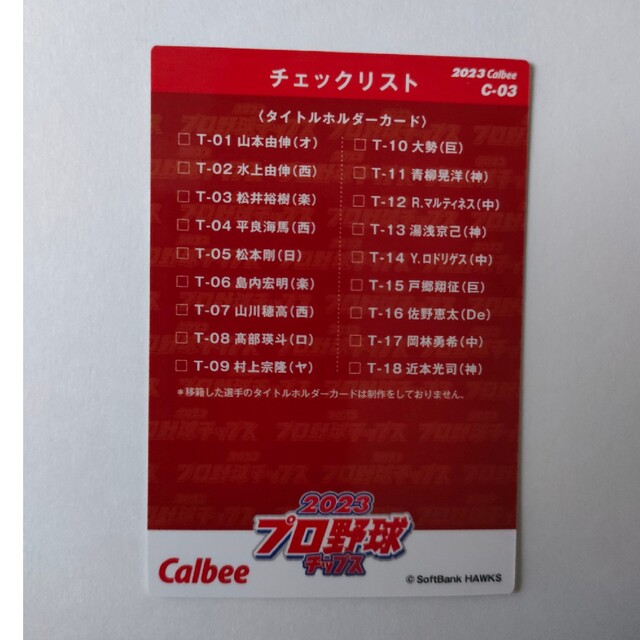 2023 Calbee
チェックリスト
C-03
〈タイトルホルダーカード〉
□ T-01 山本由伸(オ)
□ T-02 水上由伸(西)
□ T-03 松井裕樹(楽)
□ T-04 平良海馬(西)
□ T-05 松本剛(日)
□ T-06 島内宏明(楽)
□ T-07 山川穂高(西)
□ T-08 髙部瑛斗(ロ)
□ T-09 村上宗隆(ヤ)
□ T-10 大勢(巨)
□ T-11 青柳晃洋(神)
□ T-12 R.マルティネス(中)
□ T-13 湯浅京己(神)
□ T-14 Y.ロドリゲス(中)
□ T-15 戸郷翔征(巨)
□ T-16 佐野恵太(De)
□ T-17 岡林勇希(中)
□ T-18 近本光司(神)
*移籍した選手のタイトルホルダーカードは制作をしておりません。
2023
プロ野球
チップス
Calbee
© SoftBank HAWKS